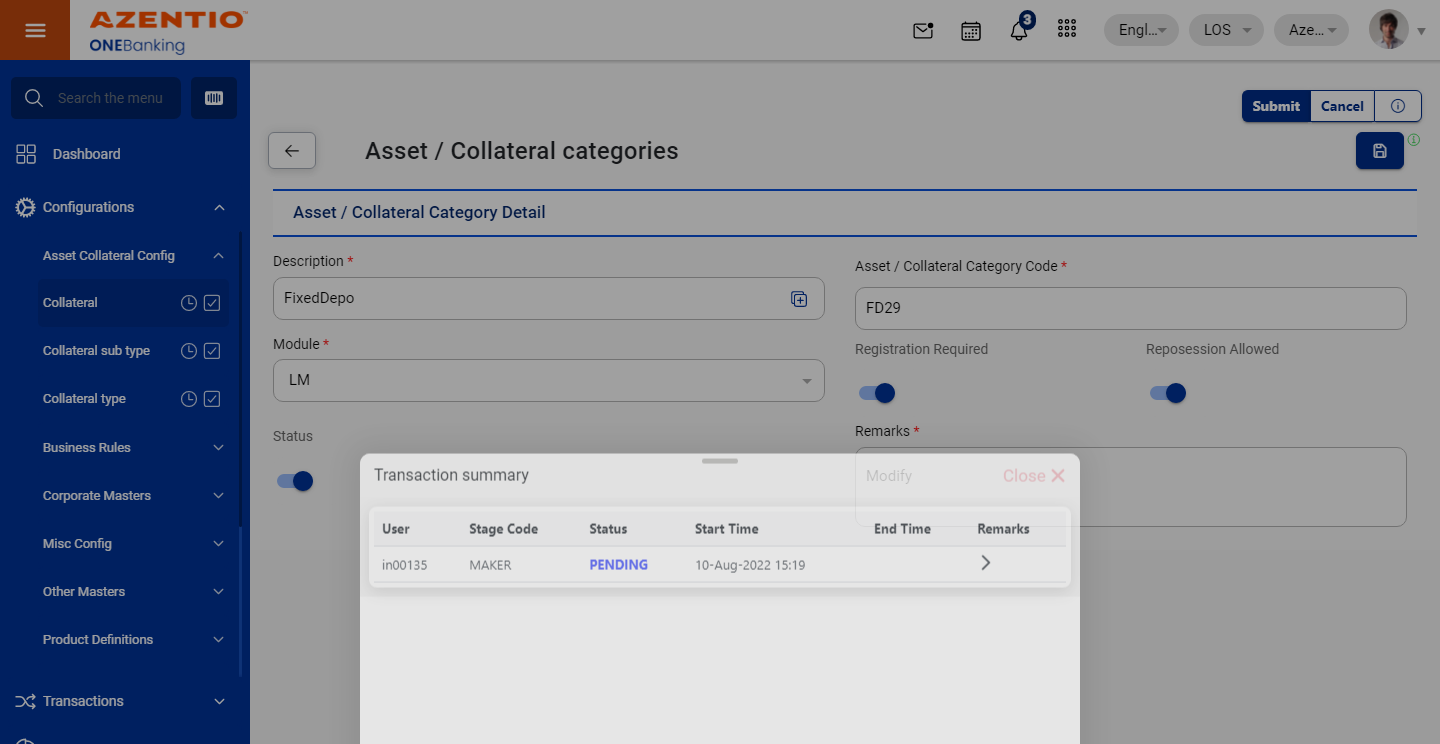 AZENTIO™
ONEBanking
3
Engl...
LOS
Aze...
Search the menu
Dashboard
Configurations
Asset Collateral Config
Collateral
Collateral sub type
Collateral type
Business Rules
Corporate Masters
Misc Config
Other Masters
Product Definitions
Transactions
Submit
Cancel
Asset / Collateral categories
Asset / Collateral Category Detail
Description *
FixedDepo
Asset / Collateral Category Code *
FD29
Module *
LM
Registration Required
Reposession Allowed
Status
Remarks *
Modify
Transaction summary
Close
User Stage Code Status Start Time End Time Remarks
in00135 MAKER PENDING 10-Aug-2022 15:19